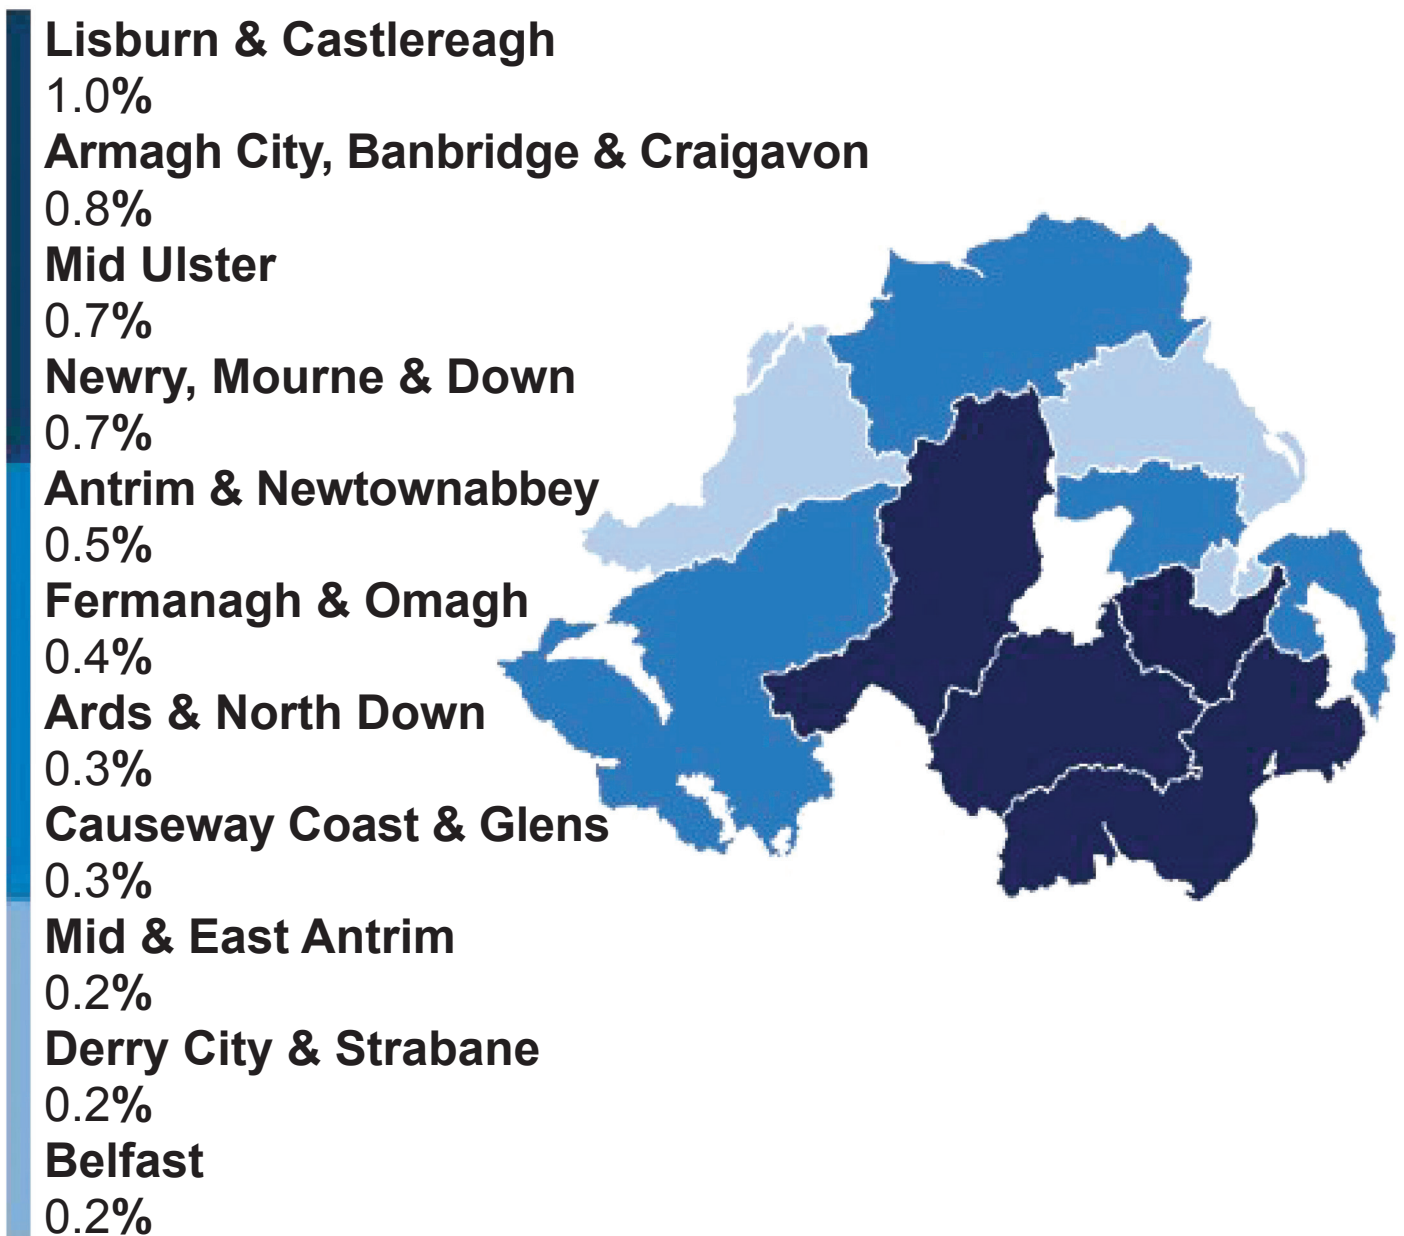 Lisburn & Castlereagh
1.0%
Armagh City, Banbridge & Craigavon
0.8%
Mid Ulster
0.7%
Newry, Mourne & Down
0.7%
Antrim & Newtownabbey
0.5%
Fermanagh & Omagh
0.4%
Ards & North Down
0.3%
Causeway Coast & Glens
0.3%
Mid & East Antrim
0.2%
Derry City & Strabane
0.2%
Belfast
0.2%